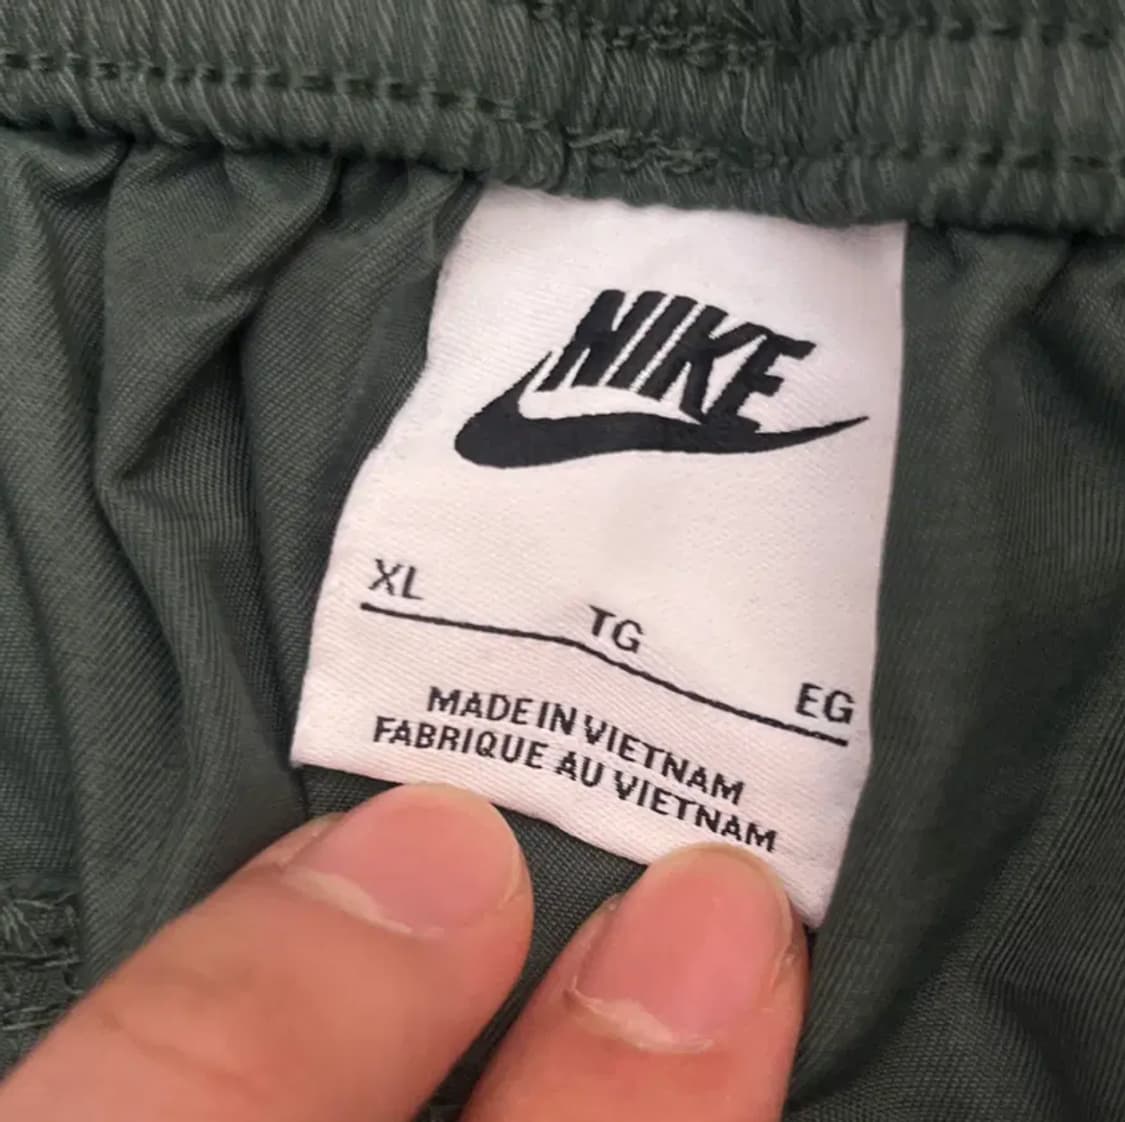 NIKE
XL TG EG
MADE IN VIETNAM
FABRIQUE AU VIETNAM